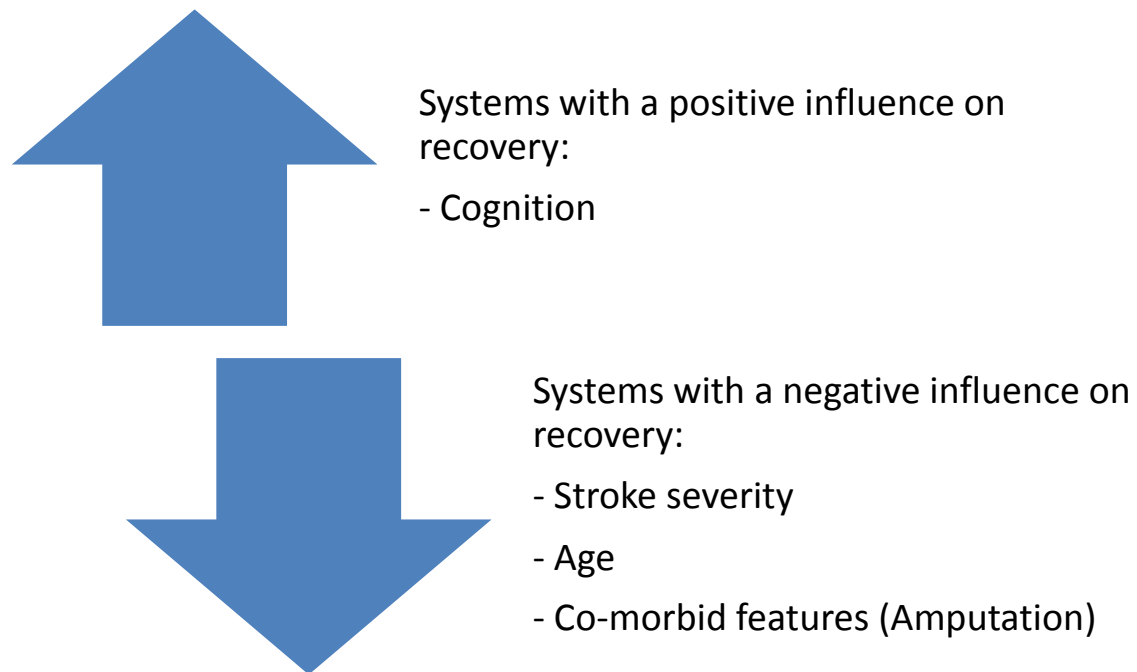 Systems with a positive influence on
recovery:
- Cognition
Systems with a negative influence on
recovery:
- Stroke severity
- Age
- Co-morbid features (Amputation)